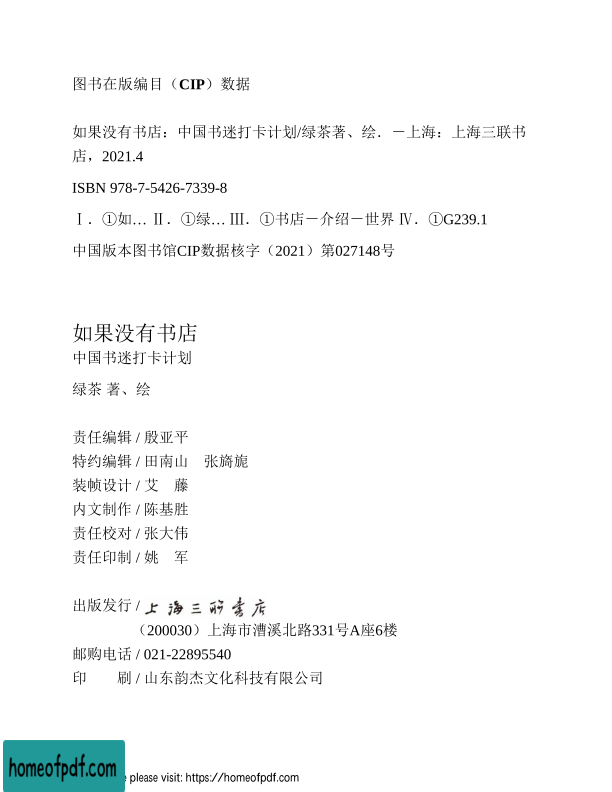 图书在版编目（CIP）数据
如果没有书店：中国书迷打卡计划/绿茶著、绘．－上海：上海三联书
店，2021.4
ISBN 978-7-5426-7339-8
Ⅰ．①如… Ⅱ．①绿… Ⅲ．①书店－介绍－世界 Ⅳ．①G239.1
中国版本图书馆CIP数据核字（2021）第027148号
如果没有书店
中国书迷打卡计划
绿茶 著、绘
责任编辑 / 殷亚平
特约编辑 / 田南山　张旖旎
装帧设计 / 艾　藤
内文制作 / 陈基胜
责任校对 / 张大伟
责任印制 / 姚　军
出版发行 / 上海三联书店
（200030）上海市漕溪北路331号A座6楼
邮购电话 / 021-22895540
印　　刷 / 山东韵杰文化科技有限公司
homeofpdf.com
e please visit: https://homeofpdf.com